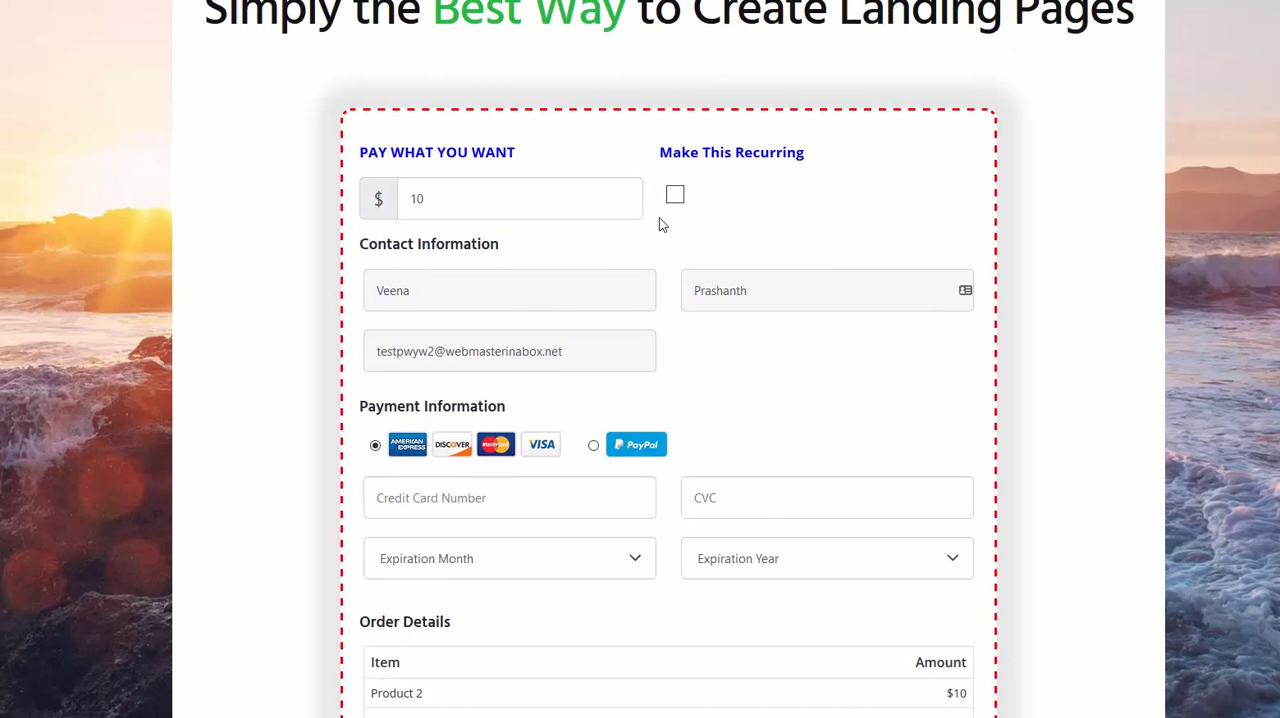 Simply the Best Way to Create Landing Pages
PAY WHAT YOU WANT
Make This Recurring
$ 10
Contact Information
Veena
Prashanth
testpwyw2@webmasterinabox.net
Payment Information
AMERICAN EXPRESS DISCOVER MasterCard VISA PayPal
Credit Card Number
CVC
Expiration Month
Expiration Year
Order Details
Item Amount
Product 2 $10